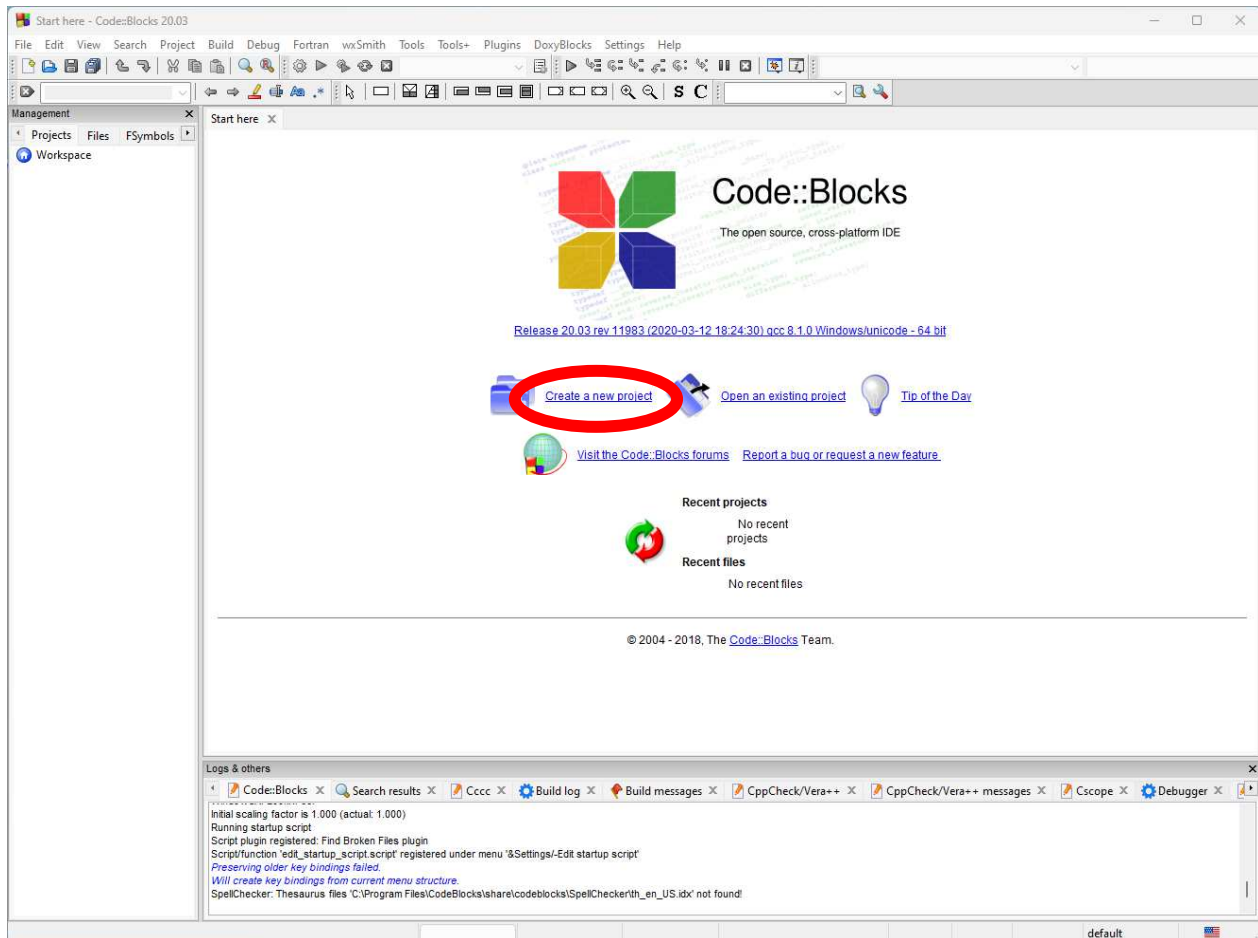 Start here - Code::Blocks 20.03
File Edit View Search Project Build Debug Fortran wxSmith Tools Tools+ Plugins DoxyBlocks Settings Help
S C
Management
Projects Files FSymbols
Workspace
Start here
Code::Blocks
The open source, cross-platform IDE
Release 20.03 rev 11983 (2020-03-12 18:24:30) gcc 8.1.0 Windows/unicode - 64 bit
Create a new project Open an existing project Tip of the Day
Visit the Code::Blocks forums Report a bug or request a new feature
Recent projects
No recent
projects
Recent files
No recent files
© 2004 - 2018, The Code::Blocks Team.
Logs & others
Code::Blocks Search results Cccc Build log Build messages CppCheck/Vera++ CppCheck/Vera++ messages Cscope Debugger
Initial scaling factor is 1.000 (actual: 1.000)
Running startup script
Script plugin registered: Find Broken Files plugin
Script/function 'edit_startup_script.script' registered under menu '&Settings/-Edit startup script'
Preserving older key bindings failed.
Will create key bindings from current menu structure.
SpellChecker: Thesaurus files 'C:\Program Files\CodeBlocks\share\codeblocks\SpellChecker\th_en_US.idx' not found!
default